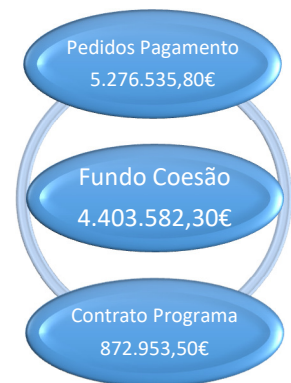 Pedidos Pagamento
5.276.535,80€
Fundo Coesão
4.403.582,30€
Contrato Programa
872.953,50€